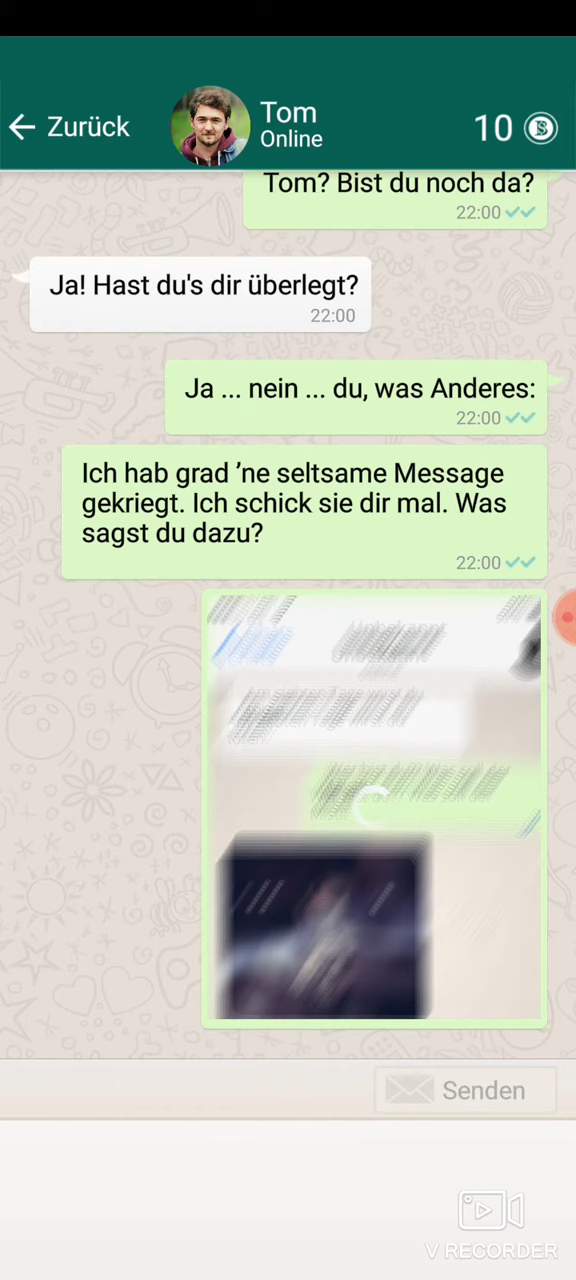 Zurück
Tom
Online
10
Tom? Bist du noch da?
22:00
Ja! Hast du's dir überlegt?
22:00
Ja ... nein ... du, was Anderes:
22:00
Ich hab grad ’ne seltsame Message
gekriegt. Ich schick sie dir mal. Was
sagst du dazu?
22:00
Unbekannt
Senden
V RECORDER